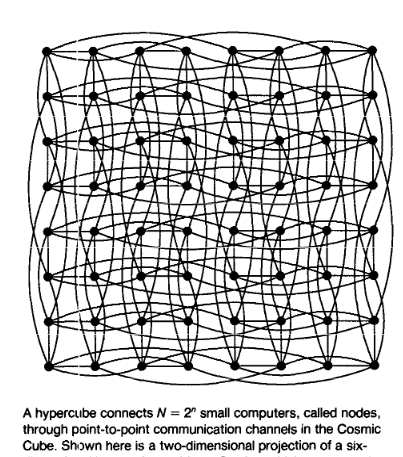 A hypercube connects N = 2ⁿ small computers, called nodes,
through point-to-point communication channels in the Cosmic
Cube. Shown here is a two-dimensional projection of a six-